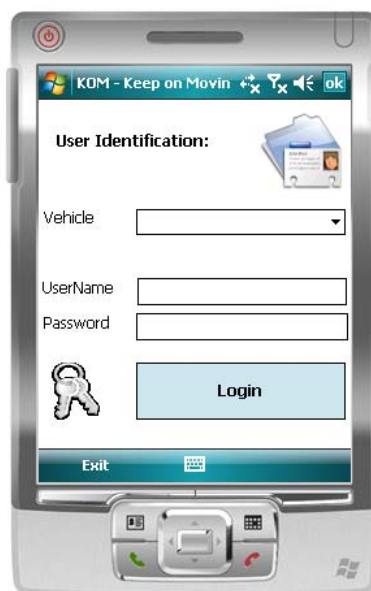 KOM - Keep on Movin
ok
User Identification:
Vehicle
UserName
Password
Login
Exit